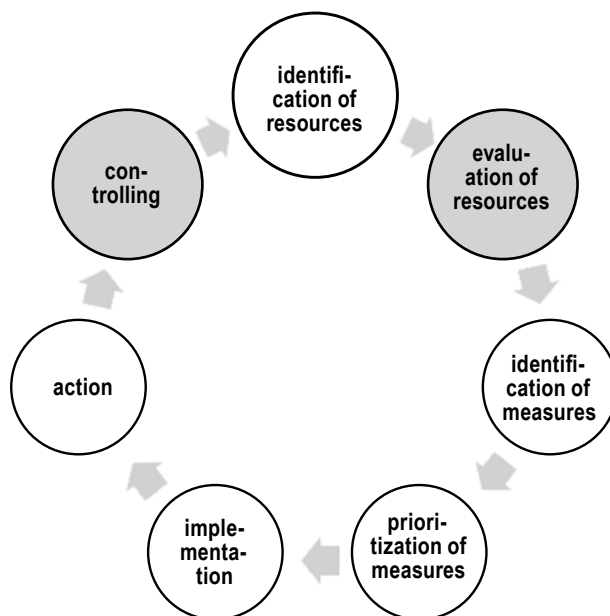 identifi-
cation of
resources
evalu-
ation of
resources
identifi-
cation of
measures
priori-
tization of
measures
imple-
menta-
tion
action
con-
trolling